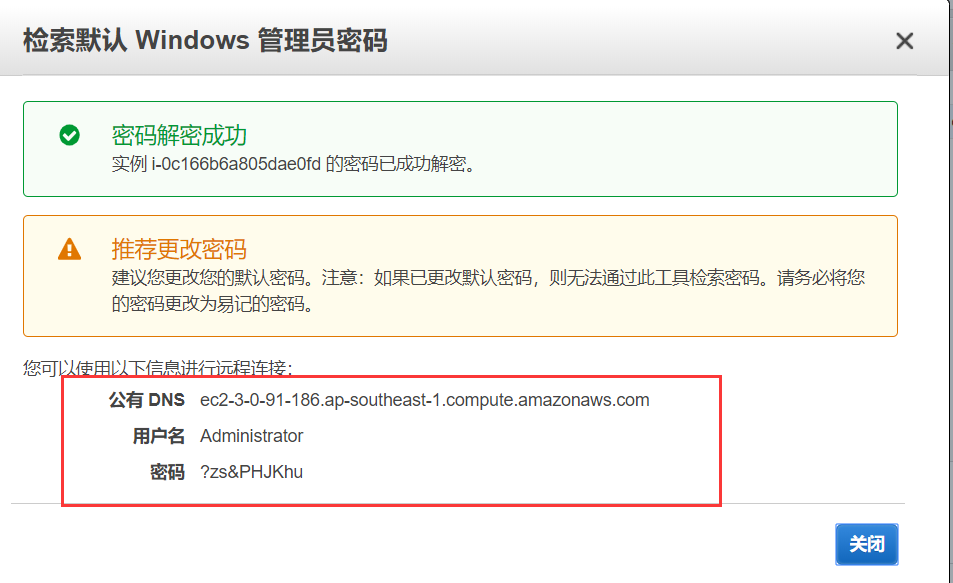 检索默认 Windows 管理员密码
密码解密成功
实例 i-0c166b6a805dae0fd 的密码已成功解密。
推荐更改密码
建议您更改您的默认密码。注意：如果已更改默认密码，则无法通过此工具检索密码。请务必将您
的密码更改为易记的密码。
您可以使用以下信息进行远程连接：
公有 DNS ec2-3-0-91-186.ap-southeast-1.compute.amazonaws.com
用户名 Administrator
密码 ?zs&PHJKhu
关闭